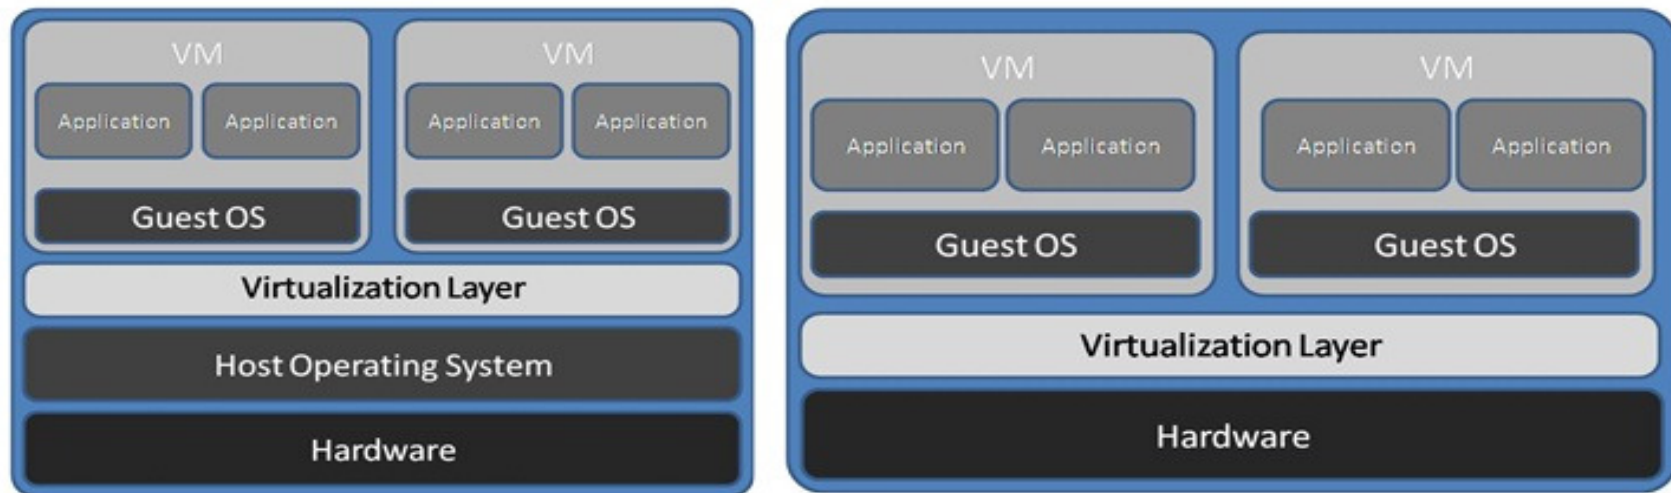 VM
VM
Application
Application
Application
Application
Guest OS
Guest OS
Virtualization Layer
Host Operating System
Hardware
VM
VM
Application
Application
Application
Application
Guest OS
Guest OS
Virtualization Layer
Hardware